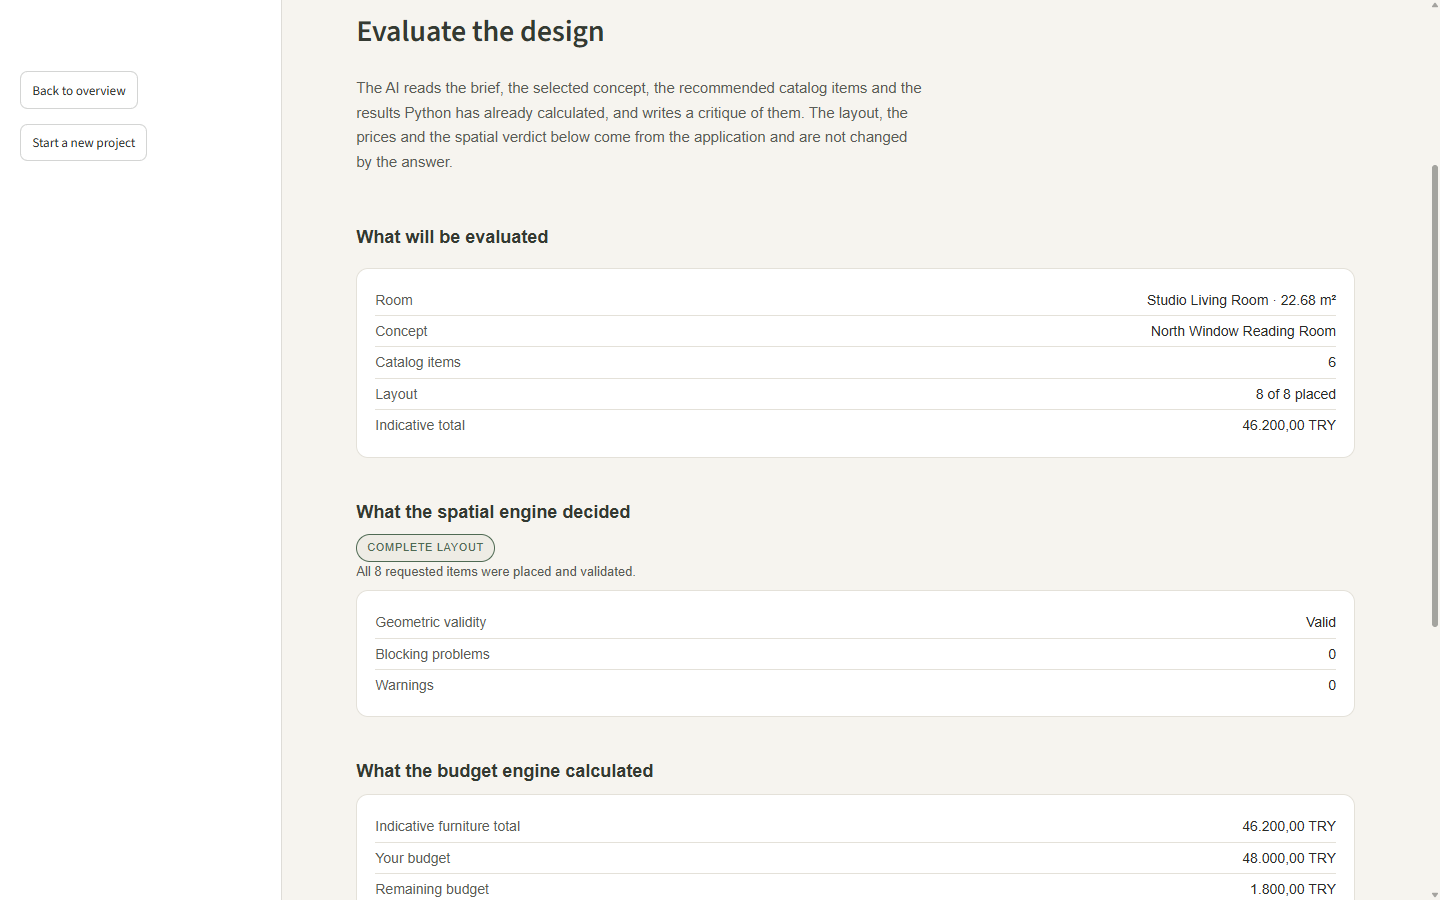 Back to overview
Start a new project
Evaluate the design
The AI reads the brief, the selected concept, the recommended catalog items and the
results Python has already calculated, and writes a critique of them. The layout, the
prices and the spatial verdict below come from the application and are not changed
by the answer.
What will be evaluated
Room Studio Living Room · 22.68 m²
Concept North Window Reading Room
Catalog items 6
Layout 8 of 8 placed
Indicative total 46.200,00 TRY
What the spatial engine decided
COMPLETE LAYOUT
All 8 requested items were placed and validated.
Geometric validity Valid
Blocking problems 0
Warnings 0
What the budget engine calculated
Indicative furniture total 46.200,00 TRY
Your budget 48.000,00 TRY
Remaining budget 1.800,00 TRY